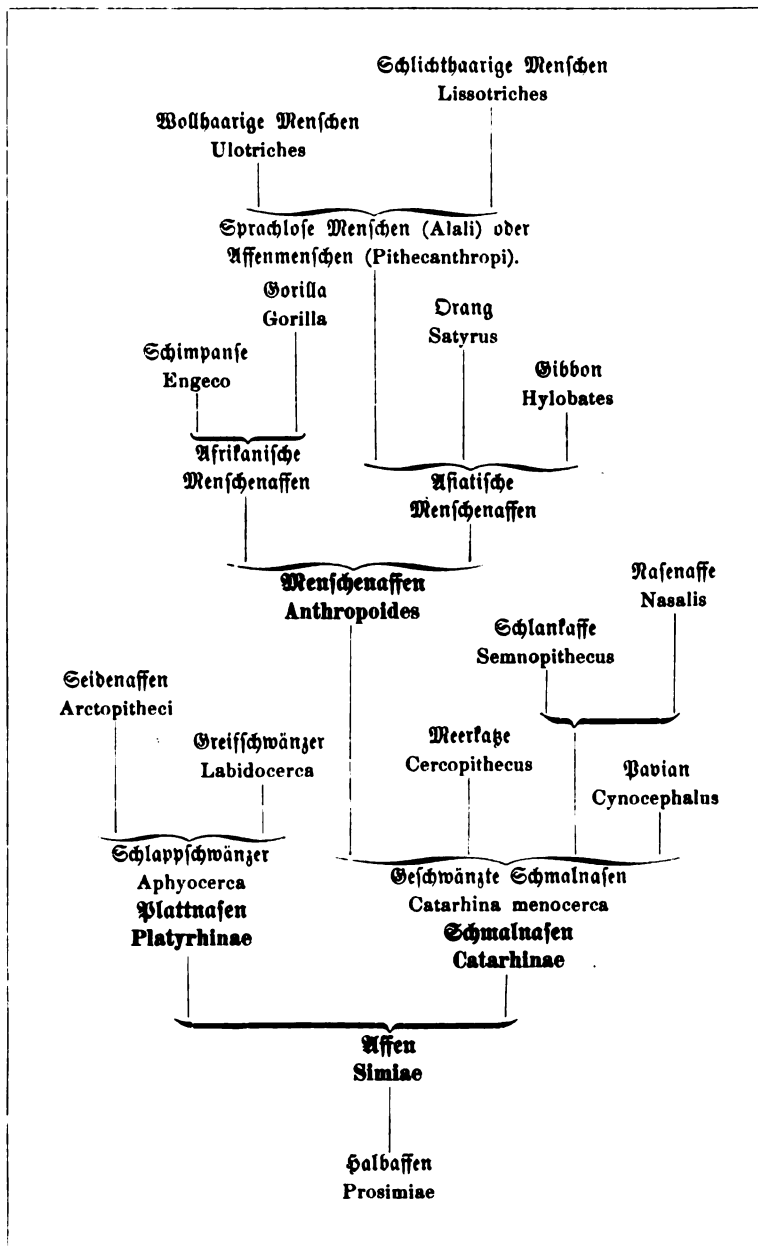 Schlichthaarige Menschen
Lissotriches
Wollhaarige Menschen
Ulotriches
Sprachlose Menschen (Alali) oder
Affenmenschen (Pithecanthropi).
Gorilla
Gorilla
Orang
Satyrus
Schimpanse
Engeco
Gibbon
Hylobates
Afrikanische
Menschenaffen
Asiatische
Menschenaffen
Menschenaffen
Anthropoides
Nasenaffe
Nasalis
Schlankaffe
Semnopithecus
Seidenaffen
Arctopitheci
Greifschwänzer
Labidocerca
Meerkatze
Cercopithecus
Pavian
Cynocephalus
Schlappschwänzer
Aphyocerca
Plattnasen
Platyrhinae
Geschwänzte Schmalnasen
Catarhina menocerca
Schmalnasen
Catarhinae
Affen
Simiae
Halbaffen
Prosimiae